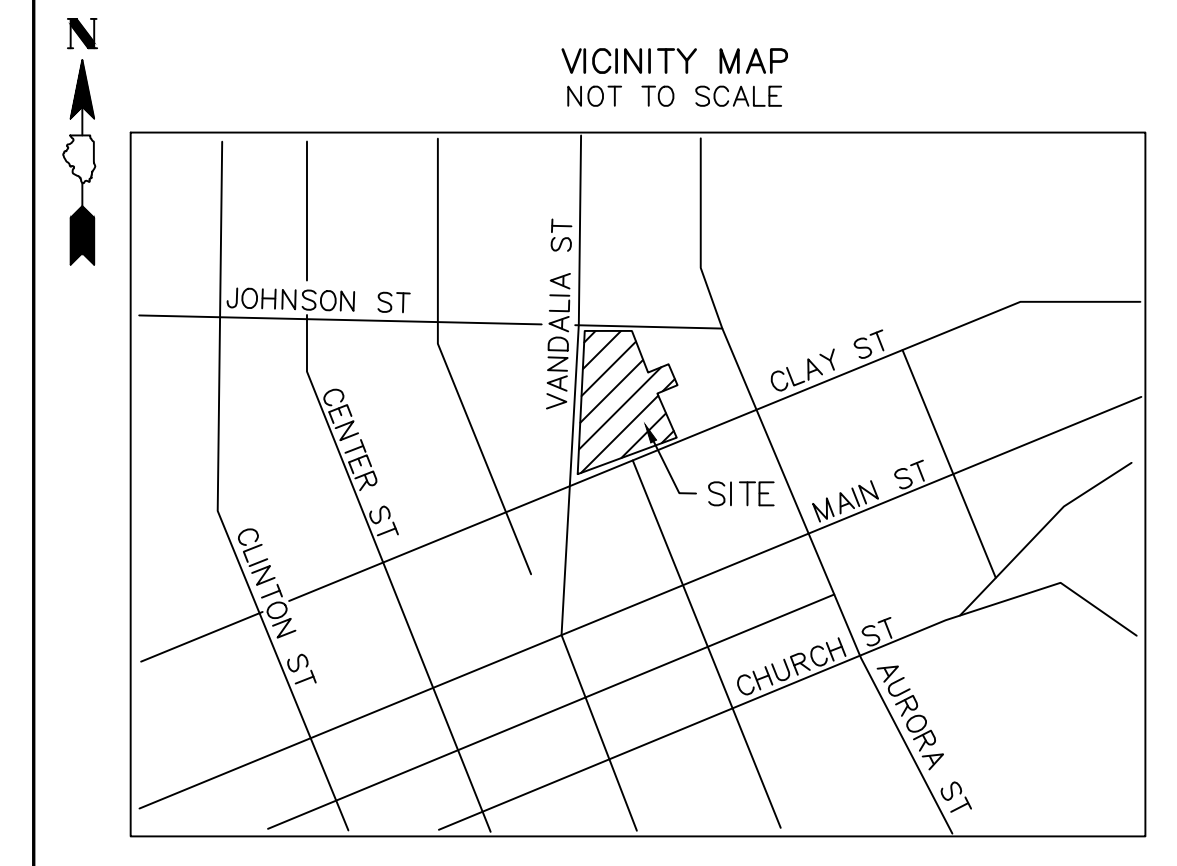 N
VICINITY MAP
NOT TO SCALE
JOHNSON ST
VANDALIA ST
CLAY ST
CENTER ST
MAIN ST
SITE
CLINTON ST
CHURCH ST
AURORA ST